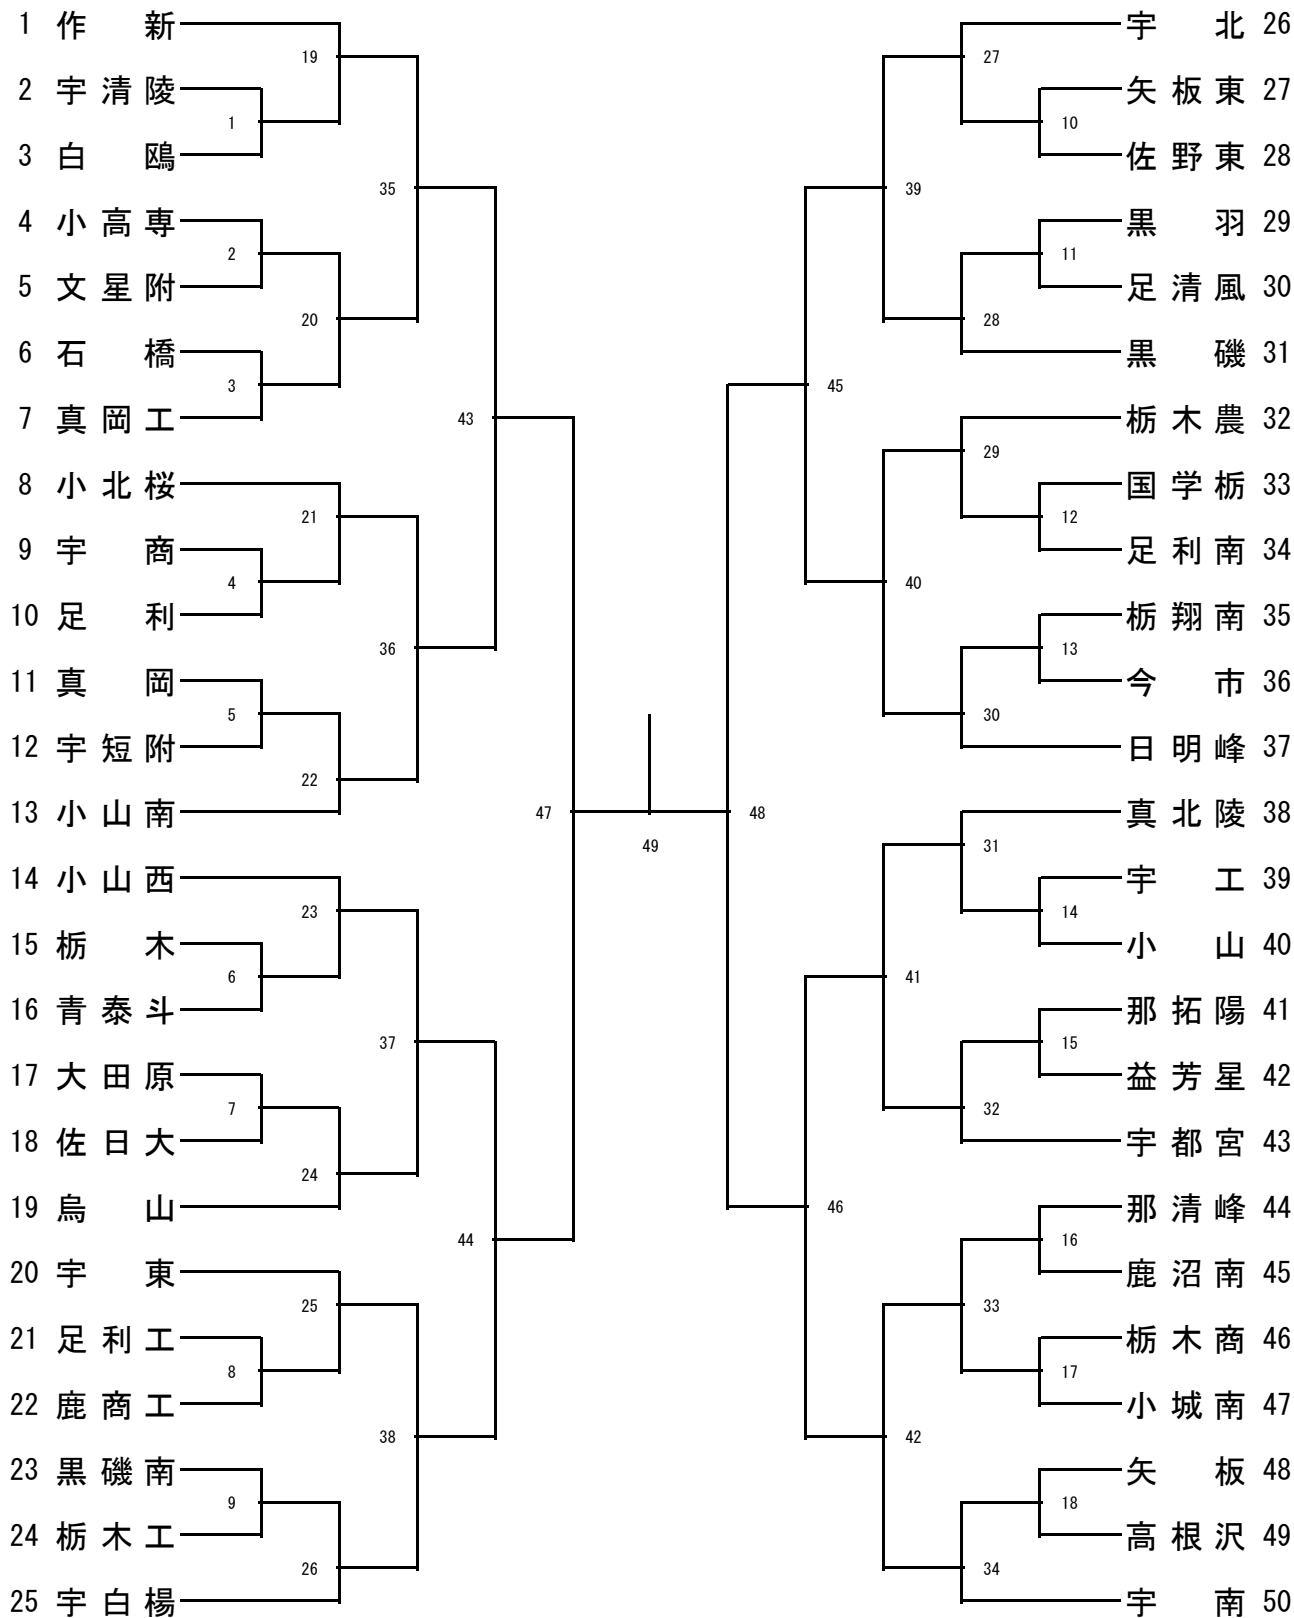 1 作新
2 宇清陵
3 白鴎
4 小高専
5 文星附
6 石橋
7 真岡工
8 小北桜
9 宇商
10 足利
11 真岡
12 宇短附
13 小山南
14 小山西
15 栃木
16 青泰斗
17 大田原
18 佐日大
19 烏山
20 宇東
21 足利工
22 鹿商工
23 黒磯南
24 栃木工
25 宇白楊
1
2
3
4
5
6
7
8
9
19
20
21
22
23
24
25
26
35
36
37
38
43
44
47
49
48
45
46
39
40
41
42
27
28
29
30
31
32
33
34
10
11
12
13
14
15
16
17
18
宇北 26
矢板東 27
佐野東 28
黒羽 29
足清風 30
黒磯 31
栃木農 32
国学栃 33
足利南 34
栃翔南 35
今市 36
日明峰 37
真北陵 38
宇工 39
小山 40
那拓陽 41
益芳星 42
宇都宮 43
那清峰 44
鹿沼南 45
栃木商 46
小城南 47
矢板 48
高根沢 49
宇南 50